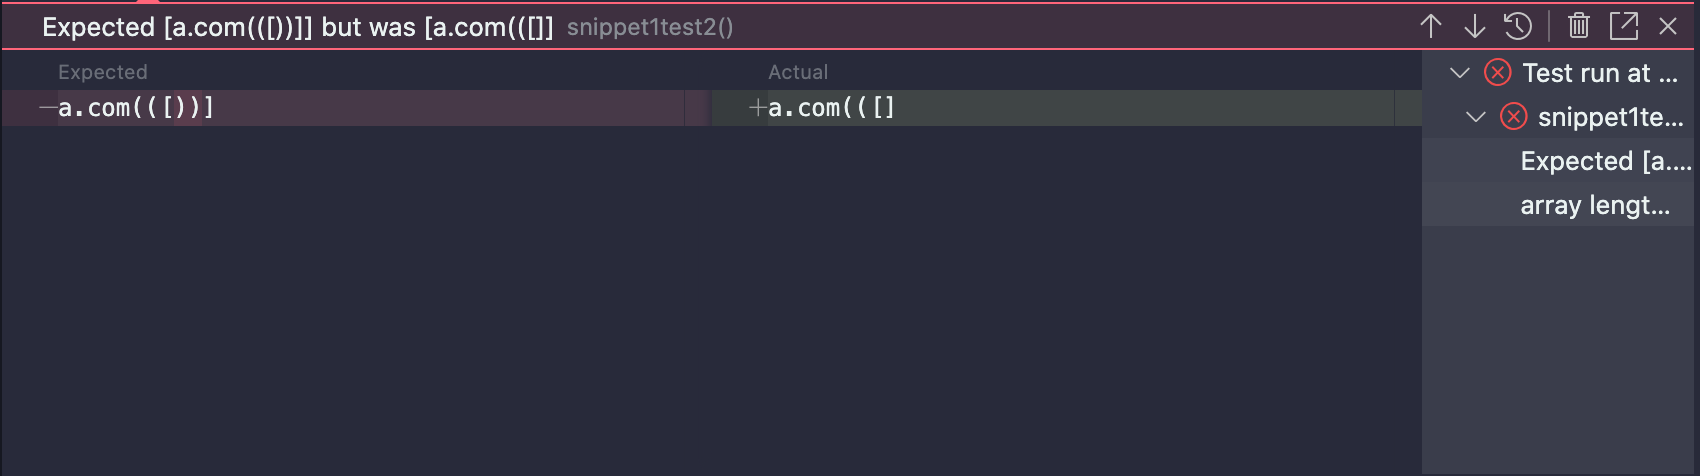 Expected [a.com(([))]] but was [a.com(([]] snippet1test2()
Expected
Actual
—a.com(([))]
+a.com(([]
Test run at ...
snippet1te...
Expected [a....
array lengt...